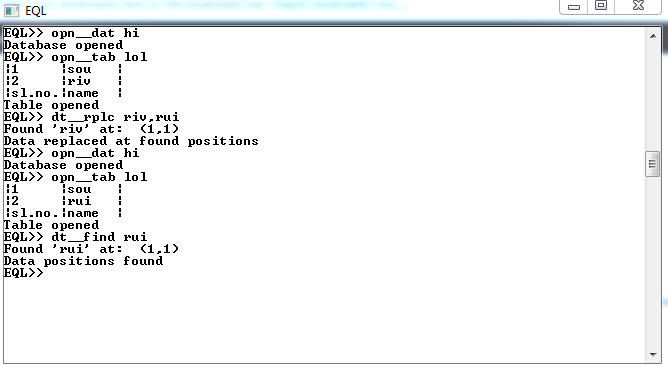 EQL
EQL>> opn__dat hi
Database opened
EQL>> opn__tab lol
¦1     ¦sou   ¦
¦2     ¦riv   ¦
¦sl.no.¦name  ¦
Table opened
EQL>> dt__rplc riv,rui
Found 'riv' at:  (1,1)
Data replaced at found positions
EQL>> opn__dat hi
Database opened
EQL>> opn__tab lol
¦1     ¦sou   ¦
¦2     ¦rui   ¦
¦sl.no.¦name  ¦
Table opened
EQL>> dt__find rui
Found 'rui' at:  (1,1)
Data positions found
EQL>>